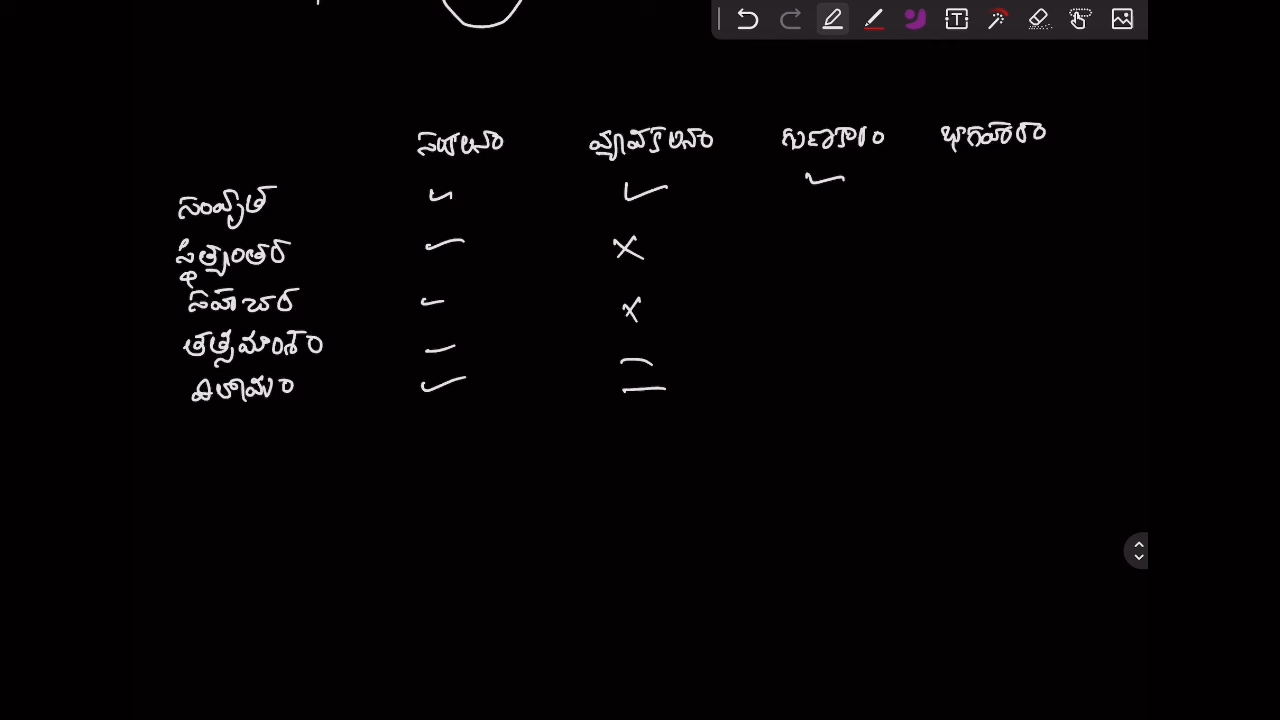 సంకలనం వ్యవకలనం గుణకారం భాగహారం
సంవృత ✓ ✓ ✓
స్థిత్యంతర ✓ ×
సహచర ✓ ×
తత్సమాంశం – –
విలోమం ✓ –